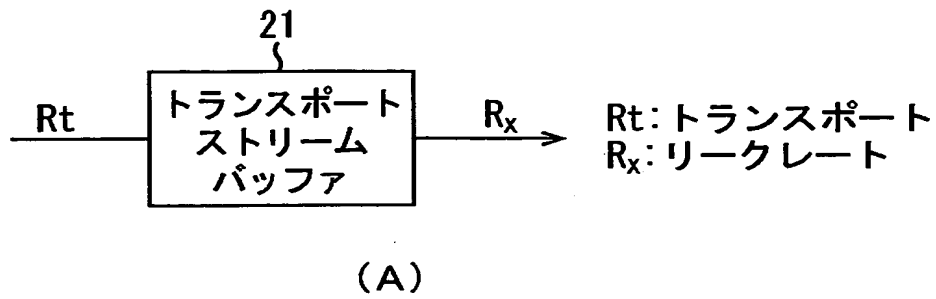 21
Rt
トランスポート
ストリーム
バッファ
Rx
Rt:トランスポート
Rx:リークレート
(A)